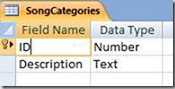 SongCategories
Field Name Data Type
ID Number
Description Text